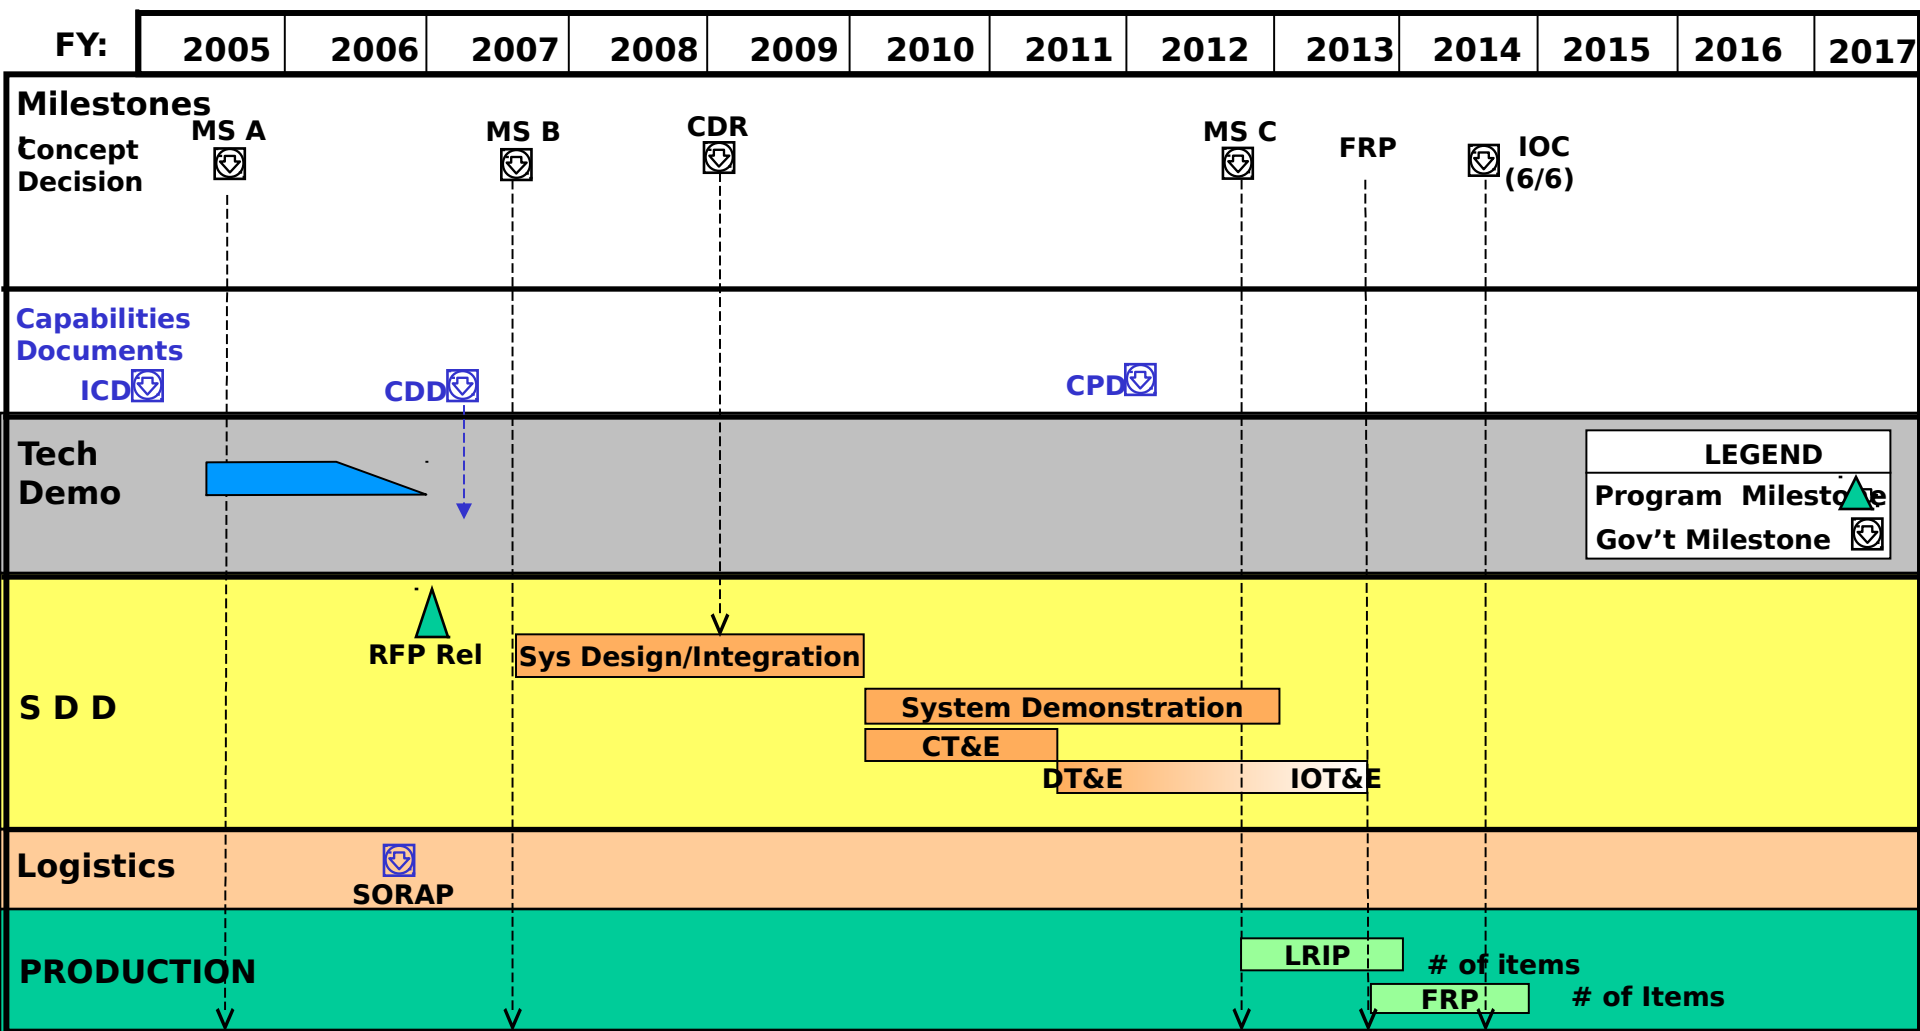 FY: 2005 2006 2007 2008 2009 2010 2011 2012 2013 2014 2015 2016 2017
Milestones
MS A
MS B
CDR
MS C
FRP
IOC
(6/6)
Concept
Decision
Capabilities
Documents
ICD
CDD
CPD
Tech
Demo
LEGEND
Program Milestone
Gov’t Milestone
RFP Rel
Sys Design/Integration
S D D
System Demonstration
CT&E
DT&E
IOT&E
Logistics
SORAP
PRODUCTION
LRIP
# of items
FRP
# of Items